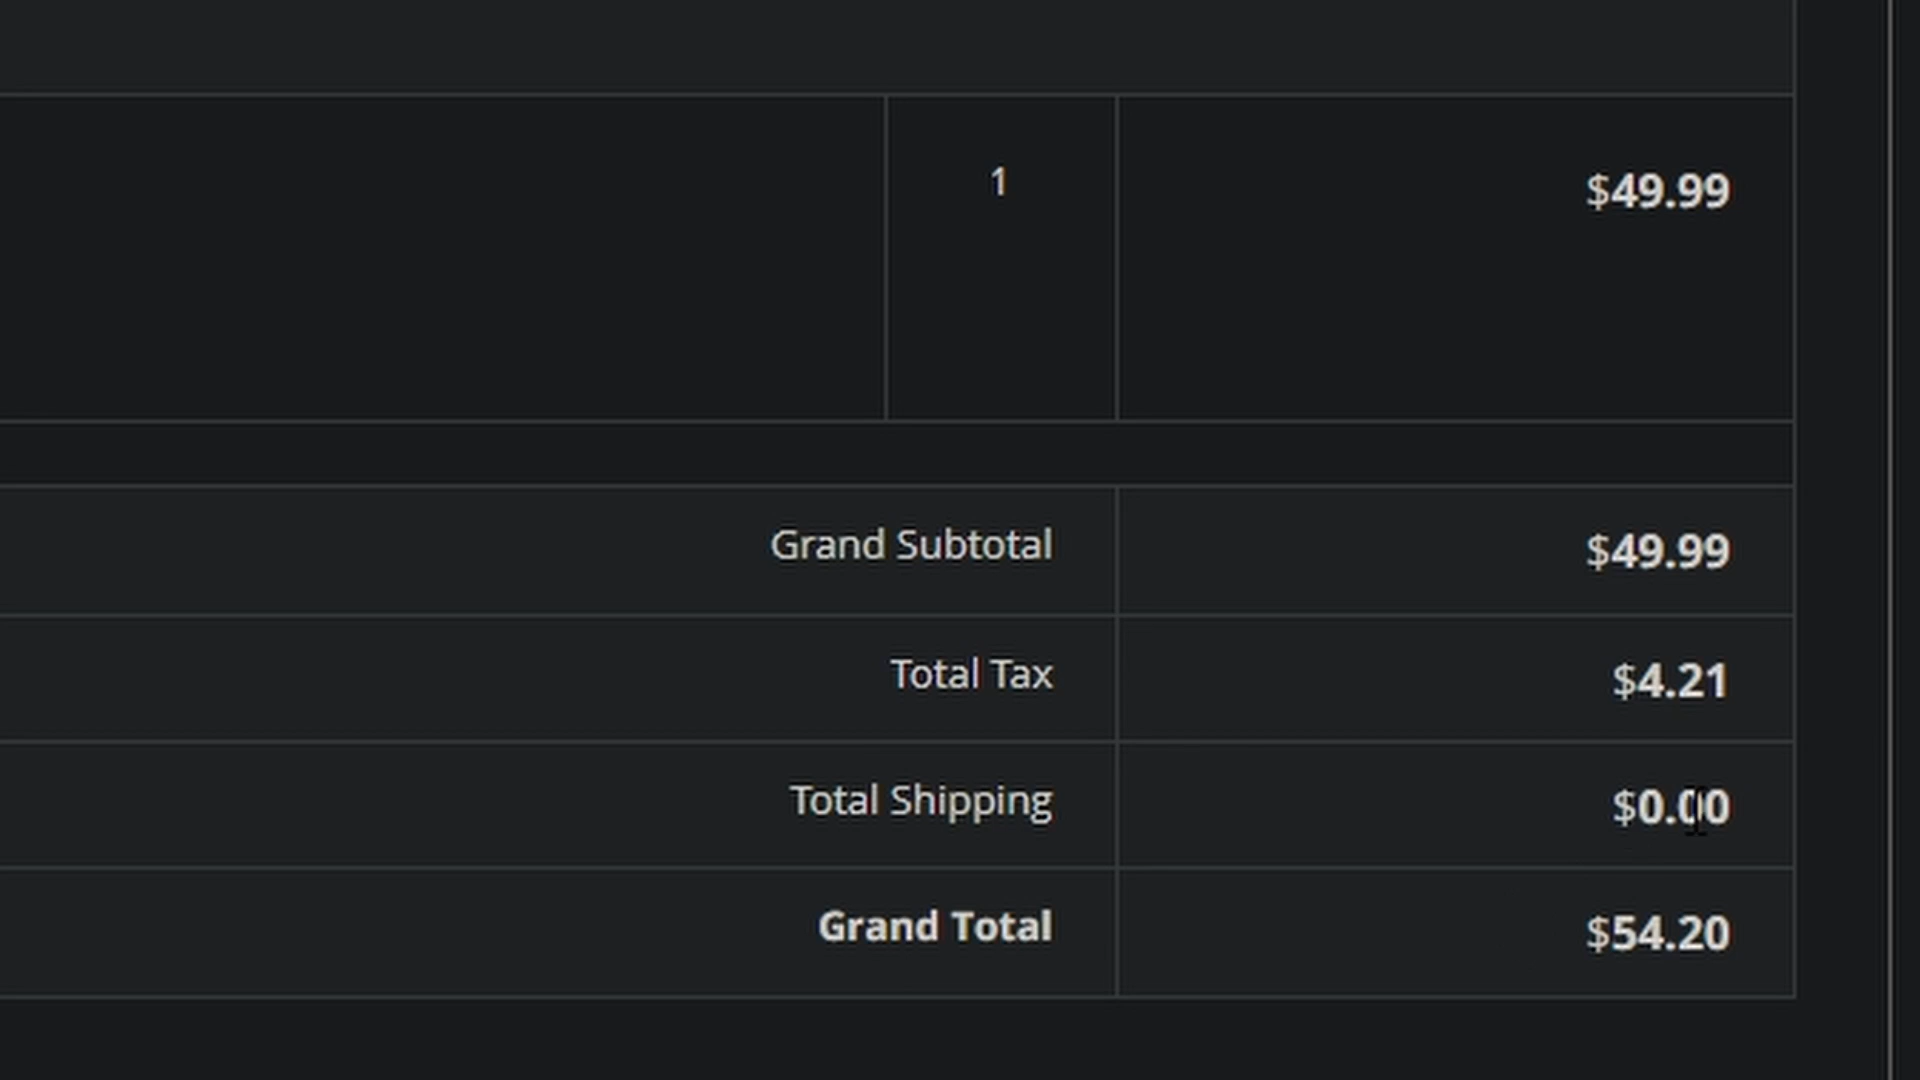 1 $49.99
Grand Subtotal $49.99
Total Tax $4.21
Total Shipping $0.00
Grand Total $54.20